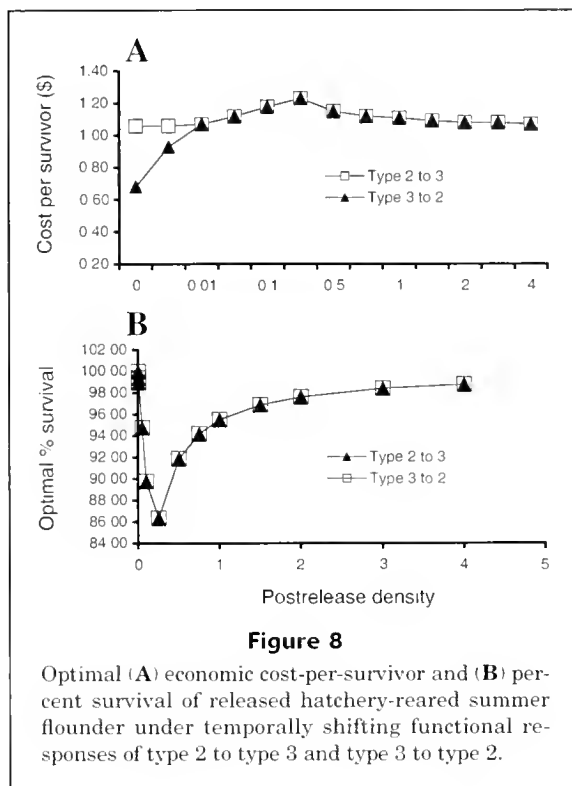 A
Cost per survivor ($)
1.40
1.20
1 00
0 80
0 60
0 40
0 20
Type 2 to 3
Type 3 to 2
0 0 01 0 1 0 5 1 2 4
B
Optimal % survival
102 00
100 00
98 00
96 00
94 00
92 00
90 00
88 00
86 00
84 00
Type 2 to 3
Type 3 to 2
0 1 2 3 4 5
Postrelease density
Figure 8
Optimal (A) economic cost-per-survivor and (B) per-
cent survival of released hatchery-reared summer
flounder under temporally shifting functional re-
sponses of type 2 to type 3 and type 3 to type 2.